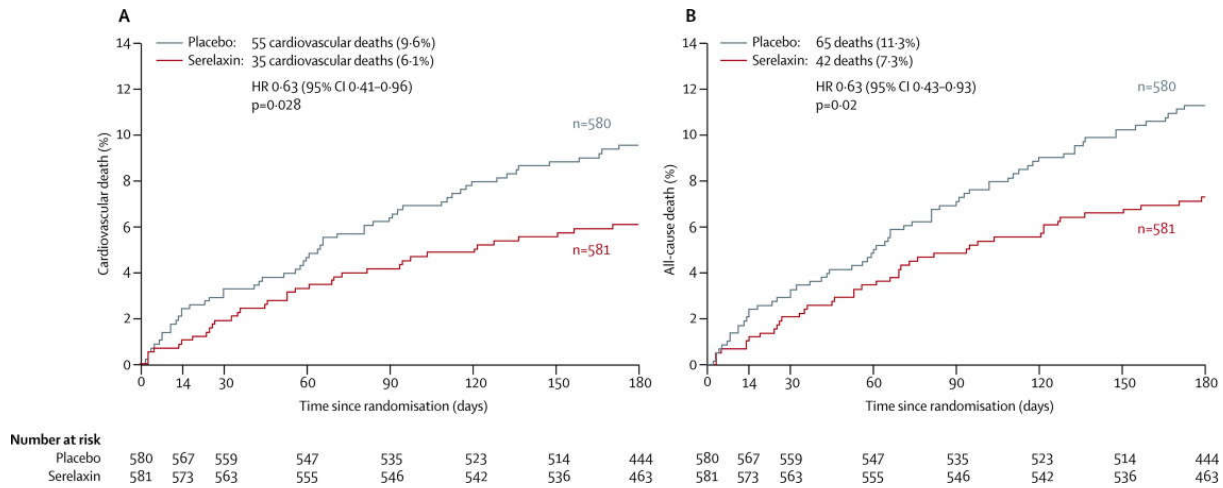 A
Placebo: 55 cardiovascular deaths (9·6%)
Serelaxin: 35 cardiovascular deaths (6·1%)
HR 0·63 (95% CI 0·41–0·96)
p=0·028
n=580
n=581
Cardiovascular death (%)
14
12
10
8
6
4
2
0
0 14 30 60 90 120 150 180
Time since randomisation (days)
B
Placebo: 65 deaths (11·3%)
Serelaxin: 42 deaths (7·3%)
HR 0·63 (95% CI 0·43–0·93)
p=0·02
n=580
n=581
All-cause death (%)
14
12
10
8
6
4
2
0
0 14 30 60 90 120 150 180
Time since randomisation (days)
Number at risk
Placebo 580 567 559 547 535 523 514 444 580 567 559 547 535 523 514 444
Serelaxin 581 573 563 555 546 542 536 463 581 573 563 555 546 542 536 463